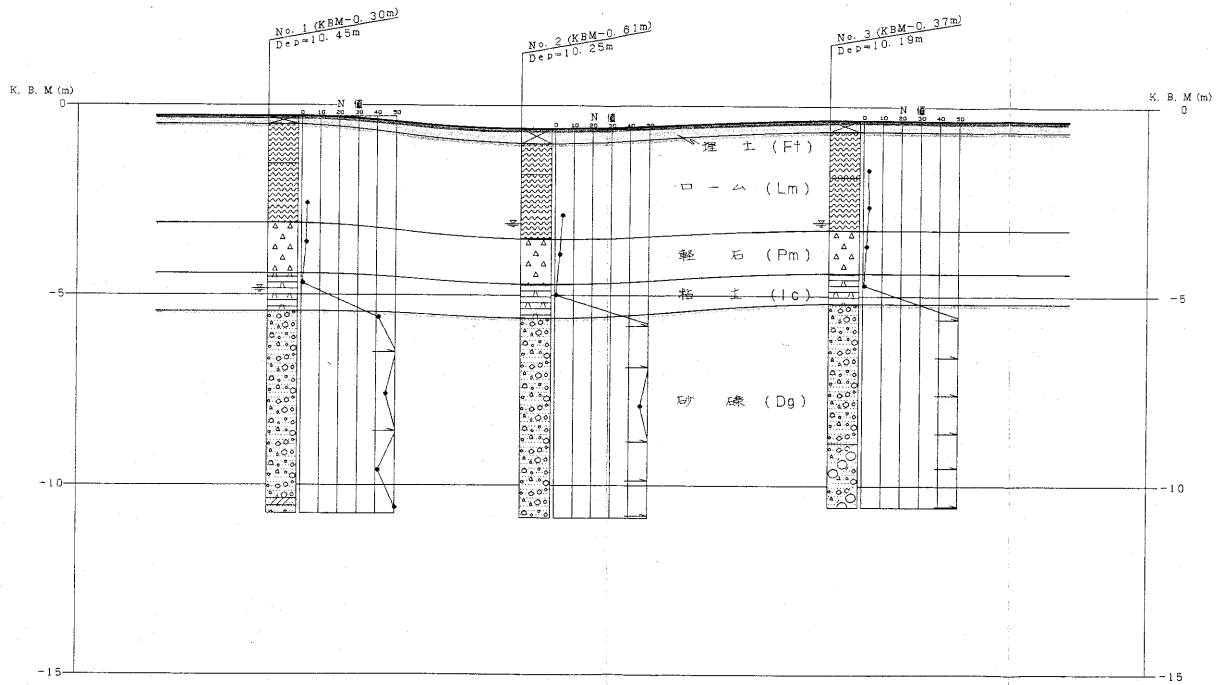 No. 1 (KBM-0. 30m)
Dep=10. 45m
No. 2 (KBM-0. 61m)
Dep=10. 25m
No. 3 (KBM-0. 37m)
Dep=10. 19m
K. B. M (m)
K. B. M (m)
0
0
N 値
0 10 20 30 40 50
N 値
0 10 20 30 40 50
N 値
0 10 20 30 40 50
埋 土 (Ft)
ローム (Lm)
軽 石 (Pm)
粘 土 (lc)
-5
-5
砂 礫 (Dg)
-10
-10
-15
-15